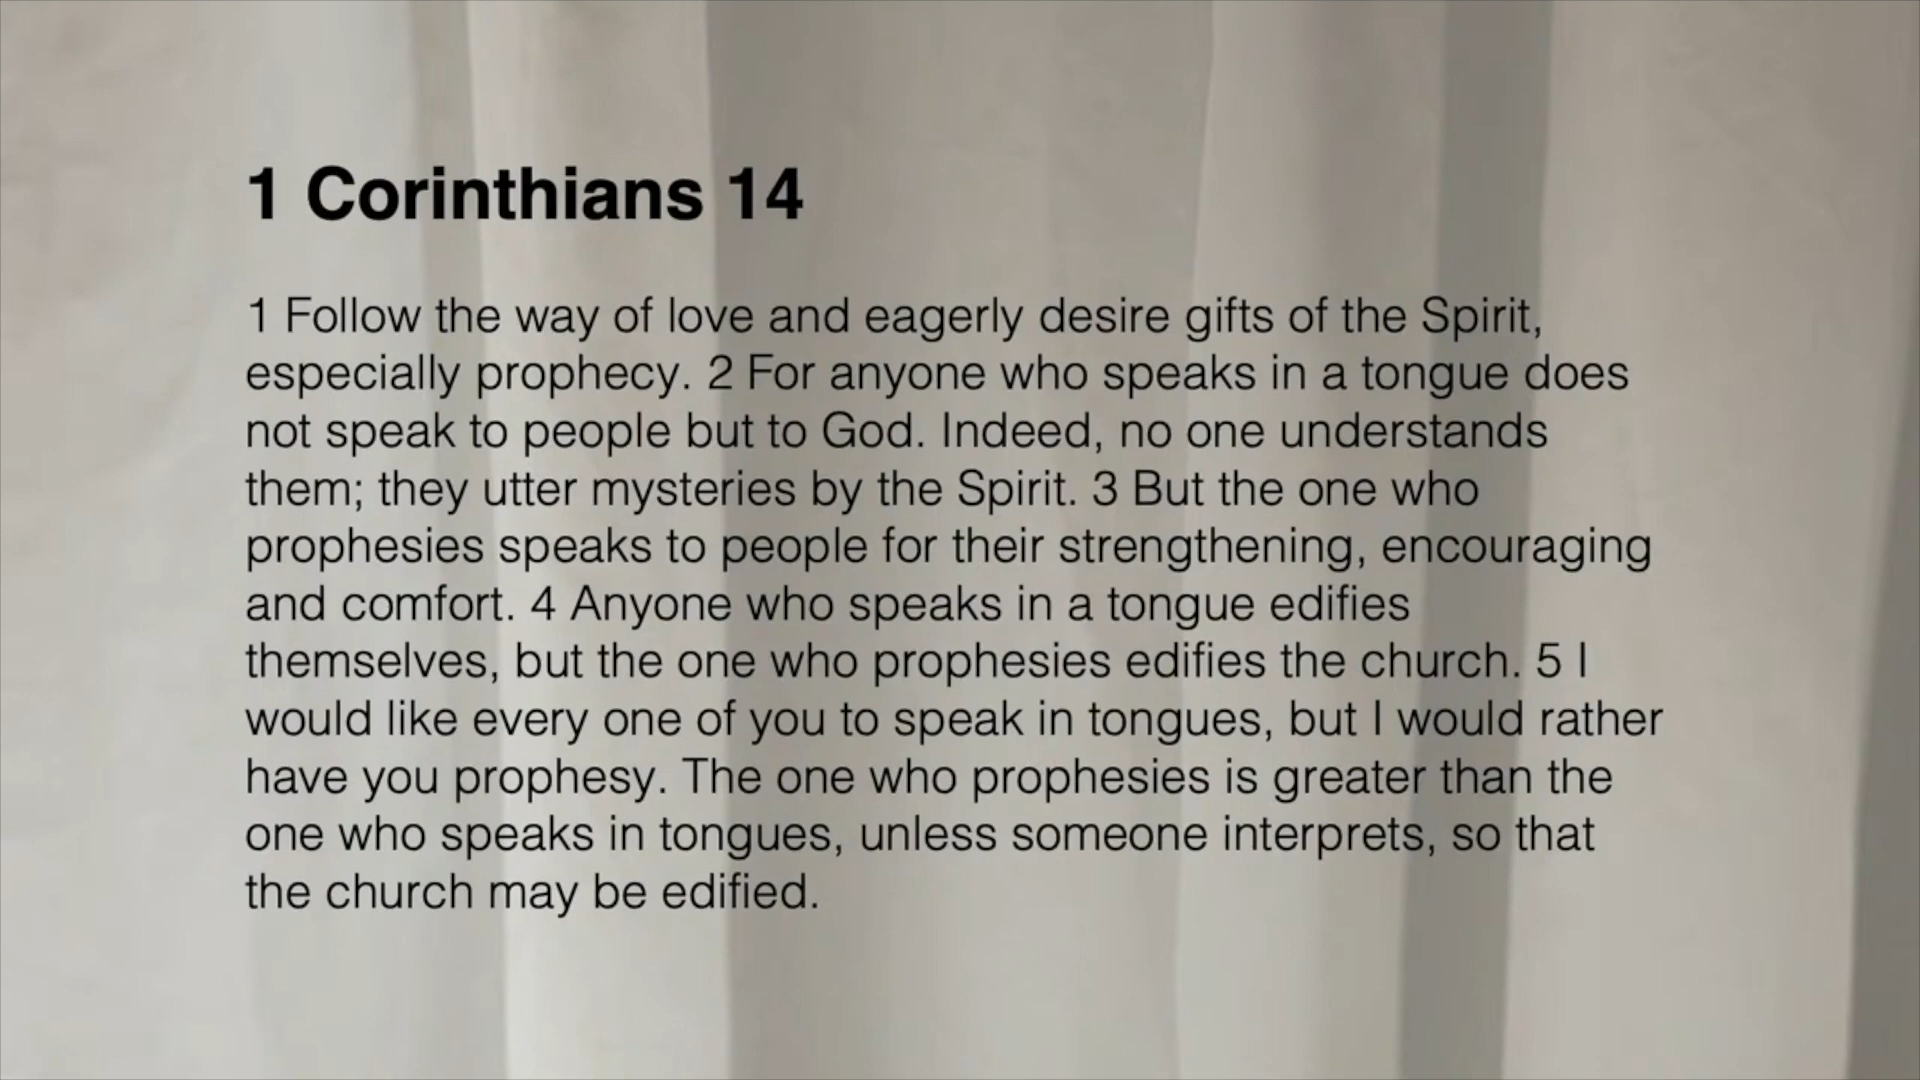 1 Corinthians 14
1 Follow the way of love and eagerly desire gifts of the Spirit,
especially prophecy. 2 For anyone who speaks in a tongue does
not speak to people but to God. Indeed, no one understands
them; they utter mysteries by the Spirit. 3 But the one who
prophesies speaks to people for their strengthening, encouraging
and comfort. 4 Anyone who speaks in a tongue edifies
themselves, but the one who prophesies edifies the church. 5 I
would like every one of you to speak in tongues, but I would rather
have you prophesy. The one who prophesies is greater than the
one who speaks in tongues, unless someone interprets, so that
the church may be edified.